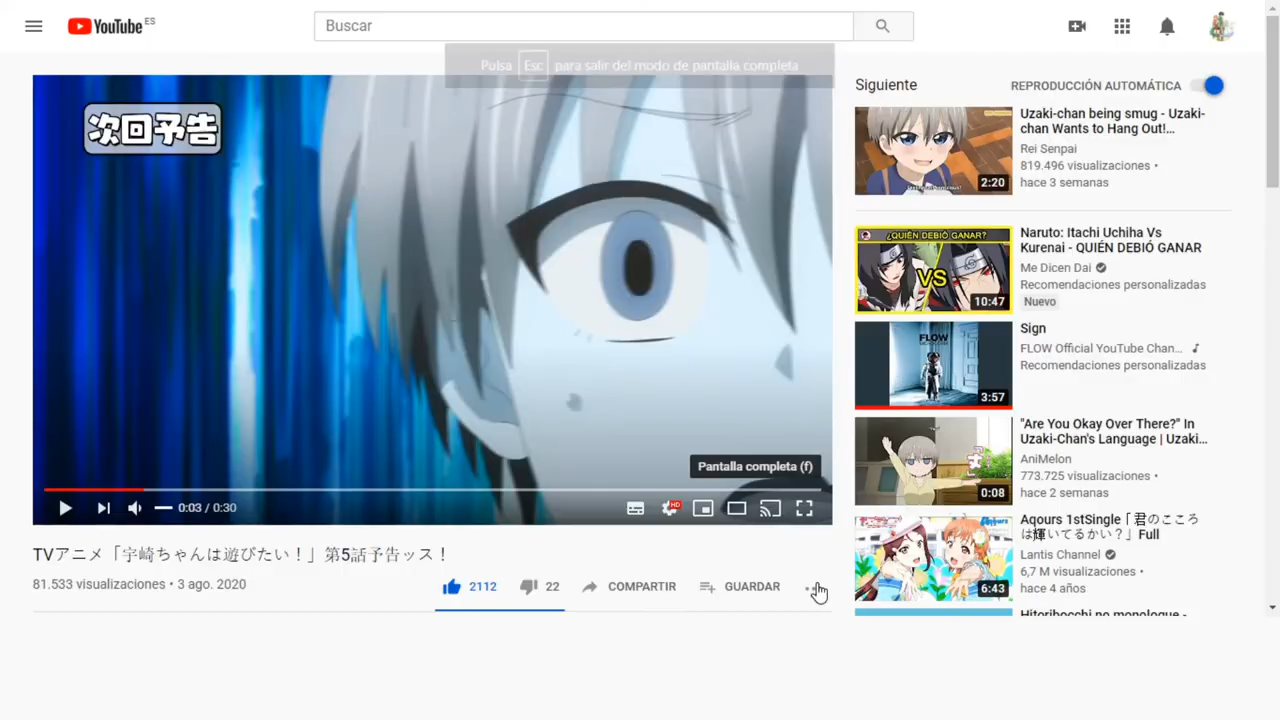 YouTube ES
Buscar
Pulsa Esc para salir del modo de pantalla completa
次回予告
Pantalla completa (f)
0:03 / 0:30
HD
TVアニメ「宇崎ちゃんは遊びたい！」第5話予告ッス！
81.533 visualizaciones • 3 ago. 2020
2112
22
COMPARTIR
GUARDAR
Siguiente
REPRODUCCIÓN AUTOMÁTICA
2:20
Uzaki-chan being smug - Uzaki-
chan Wants to Hang Out!...
Rei Senpai
819.496 visualizaciones •
hace 3 semanas
¿QUIÉN DEBIÓ GANAR?
VS
10:47
Naruto: Itachi Uchiha Vs
Kurenai - QUIÉN DEBIÓ GANAR
Me Dicen Dai
Recomendaciones personalizadas
Nuevo
FLOW
3:57
Sign
FLOW Official YouTube Chan...
Recomendaciones personalizadas
0:08
"Are You Okay Over There?" In
Uzaki-Chan's Language | Uzaki...
AniMelon
773.725 visualizaciones •
hace 2 semanas
Aqours
6:43
Aqours 1stSingle「君のこころ
は輝いてるかい？」Full
Lantis Channel
6,7 M visualizaciones •
hace 4 años
Hitoribocchi no monologue -